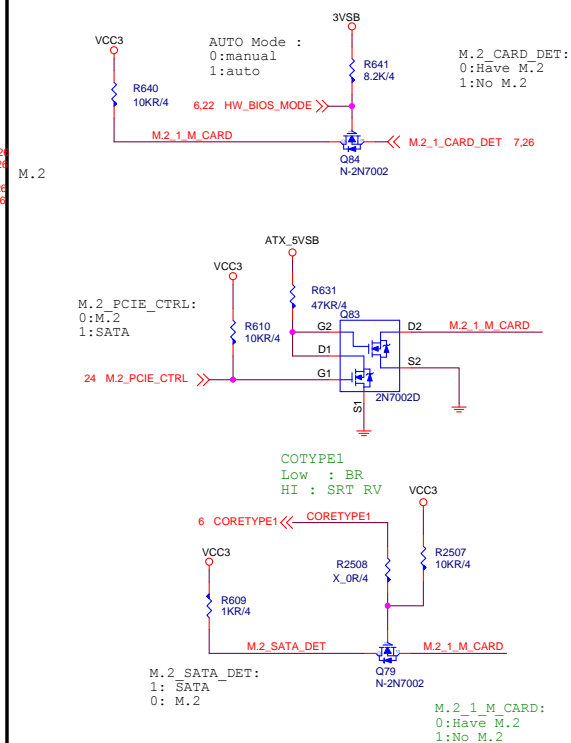 3VSB
VCC3
AUTO Mode :
0:manual
1:auto
M.2_CARD_DET:
0:Have M.2
1:No M.2
R641
8.2K/4
R640
10KR/4
6,22 HW_BIOS_MODE
M.2_1_M_CARD
M.2_1_CARD_DET 7,26
Q84
N-2N7002
M.2
ATX_5VSB
VCC3
R631
47KR/4
M.2_PCIE_CTRL:
0:M.2
1:SATA
R610
10KR/4
Q83
G2
D2
M.2_1_M_CARD
D1
S2
24 M.2_PCIE_CTRL
G1
2N7002D
S1
COTYPE1
Low : BR
HI : SRT RV
VCC3
6 CORETYPE1
CORETYPE1
VCC3
R2508
X_0R/4
R2507
10KR/4
R609
1KR/4
M.2_SATA_DET
M.2_1_M_CARD
Q79
N-2N7002
M.2_SATA_DET:
1: SATA
0: M.2
M.2_1_M_CARD:
0:Have M.2
1:No M.2